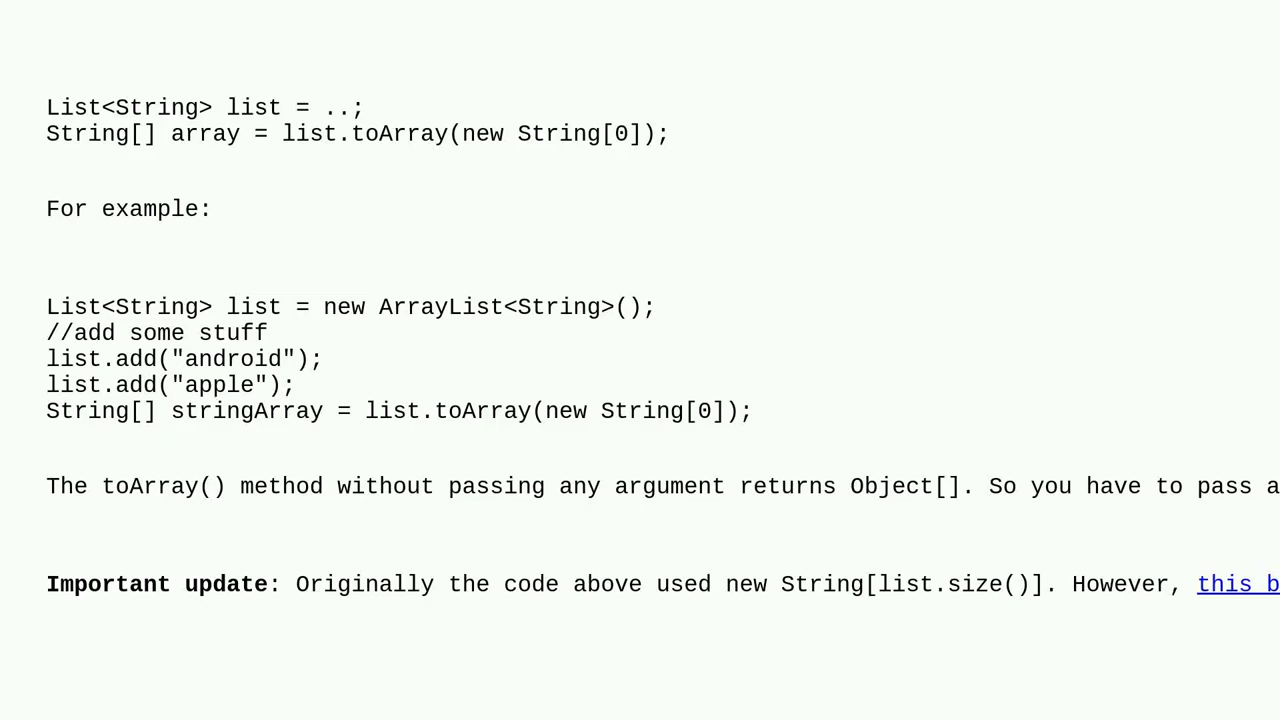 List<String> list = ..;
String[] array = list.toArray(new String[0]);
For example:
List<String> list = new ArrayList<String>();
//add some stuff
list.add("android");
list.add("apple");
String[] stringArray = list.toArray(new String[0]);
The toArray() method without passing any argument returns Object[]. So you have to pass a
Important update: Originally the code above used new String[list.size()]. However, this b